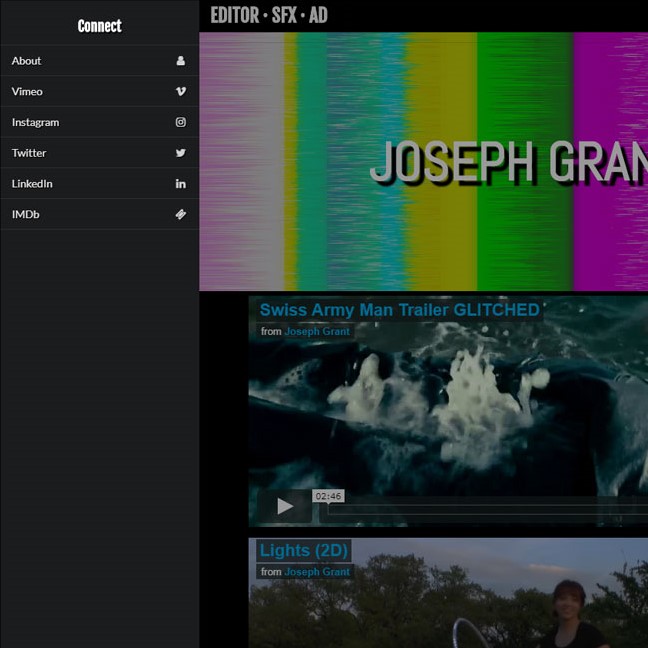 Connect
About
Vimeo
Instagram
Twitter
LinkedIn
IMDb
EDITOR • SFX • AD
JOSEPH GRAN
Swiss Army Man Trailer GLITCHED
from Joseph Grant
02:46
Lights (2D)
from Joseph Grant